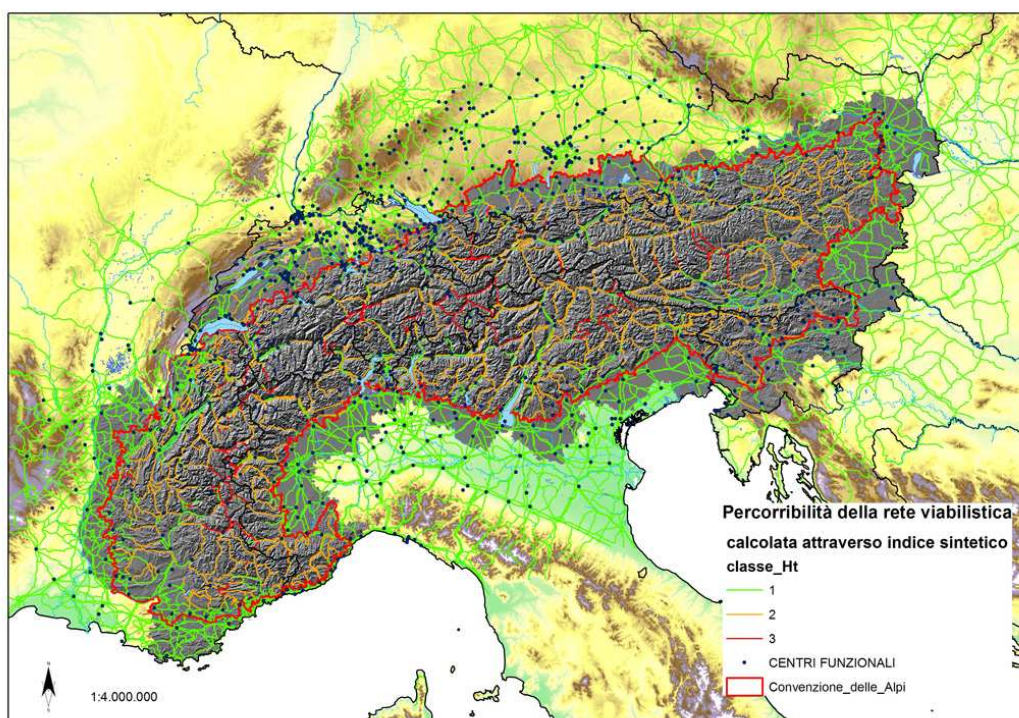 Percorribilità della rete viabilistica
calcolata attraverso indice sintetico
classe_Ht
1
2
3
CENTRI FUNZIONALI
Convenzione_delle_Alpi
1:4.000.000